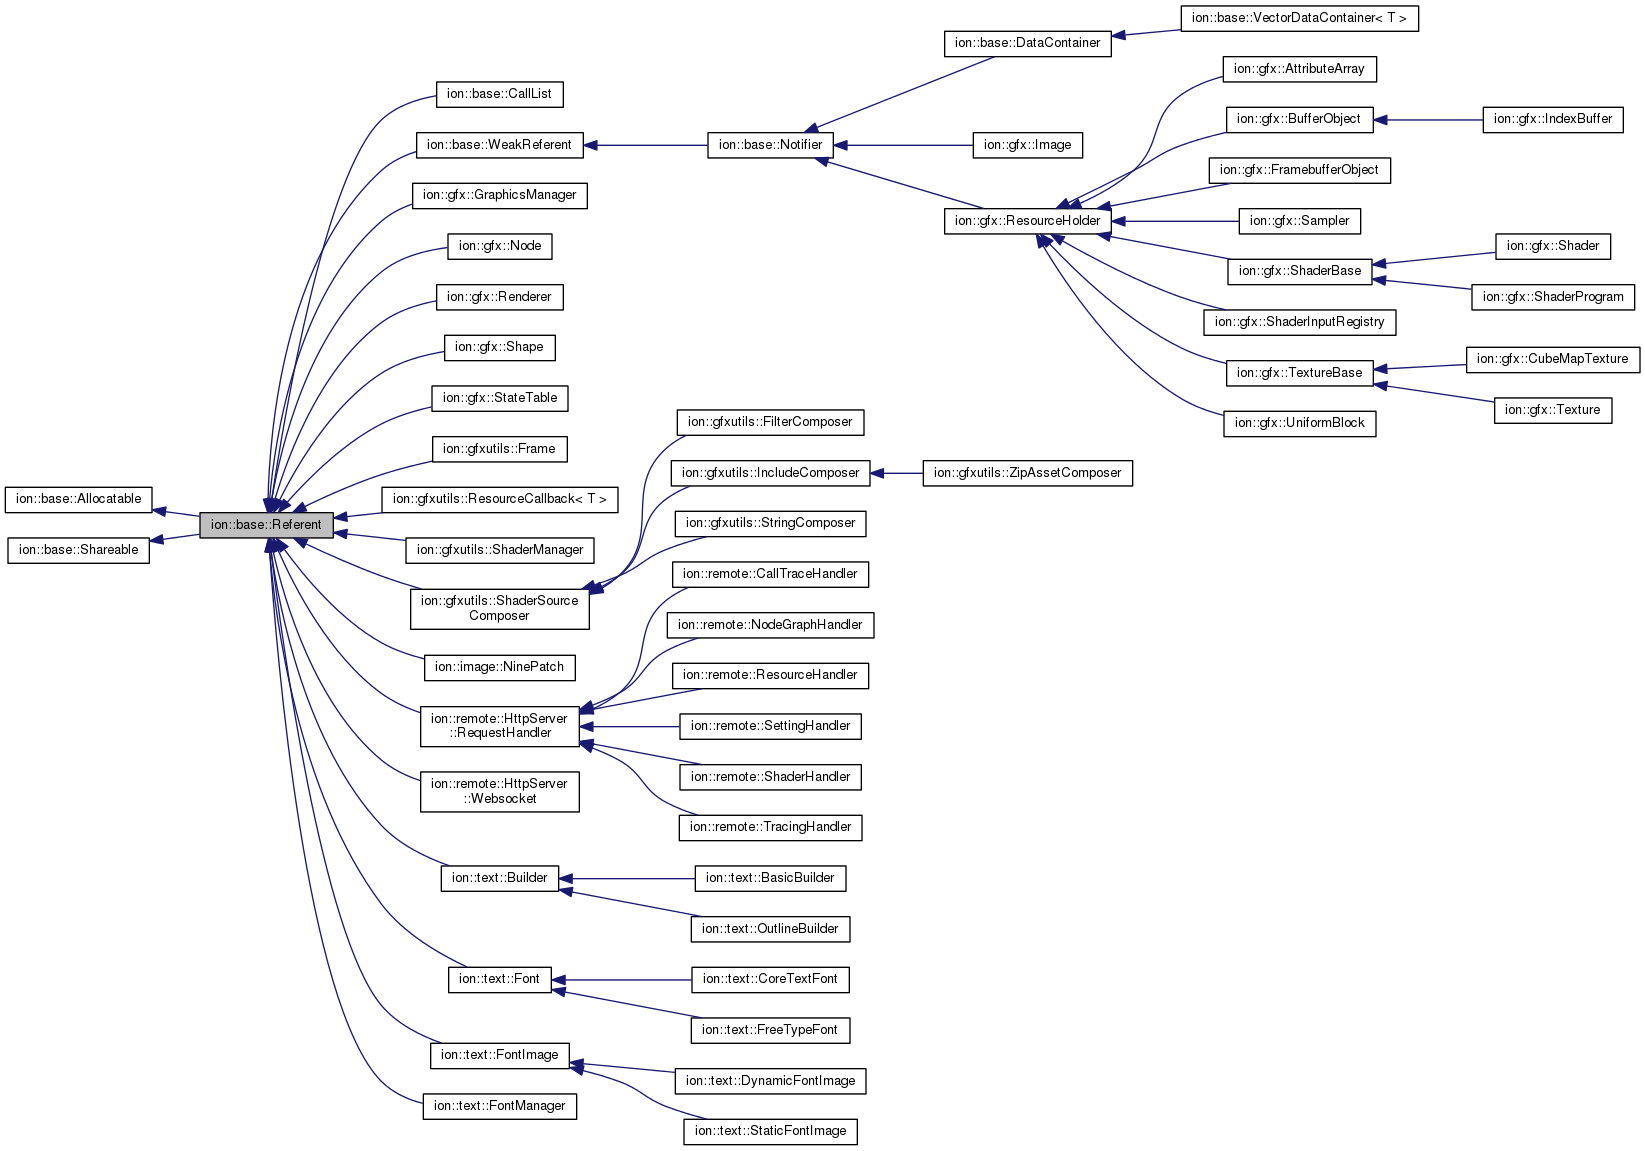 ion::base::Allocatable
ion::base::Shareable
ion::base::Referent
ion::base::CallList
ion::base::WeakReferent
ion::gfx::GraphicsManager
ion::gfx::Node
ion::gfx::Renderer
ion::gfx::Shape
ion::gfx::StateTable
ion::gfxutils::Frame
ion::gfxutils::ResourceCallback< T >
ion::gfxutils::ShaderManager
ion::gfxutils::ShaderSource
Composer
ion::image::NinePatch
ion::remote::HttpServer
::RequestHandler
ion::remote::HttpServer
::Websocket
ion::text::Builder
ion::text::Font
ion::text::FontImage
ion::text::FontManager
ion::base::Notifier
ion::gfxutils::FilterComposer
ion::gfxutils::IncludeComposer
ion::gfxutils::StringComposer
ion::remote::CallTraceHandler
ion::remote::NodeGraphHandler
ion::remote::ResourceHandler
ion::remote::SettingHandler
ion::remote::ShaderHandler
ion::remote::TracingHandler
ion::text::BasicBuilder
ion::text::OutlineBuilder
ion::text::CoreTextFont
ion::text::FreeTypeFont
ion::text::DynamicFontImage
ion::text::StaticFontImage
ion::base::DataContainer
ion::gfx::Image
ion::gfx::ResourceHolder
ion::gfxutils::ZipAssetComposer
ion::base::VectorDataContainer< T >
ion::gfx::AttributeArray
ion::gfx::BufferObject
ion::gfx::FramebufferObject
ion::gfx::Sampler
ion::gfx::ShaderBase
ion::gfx::ShaderInputRegistry
ion::gfx::TextureBase
ion::gfx::UniformBlock
ion::gfx::IndexBuffer
ion::gfx::Shader
ion::gfx::ShaderProgram
ion::gfx::CubeMapTexture
ion::gfx::Texture